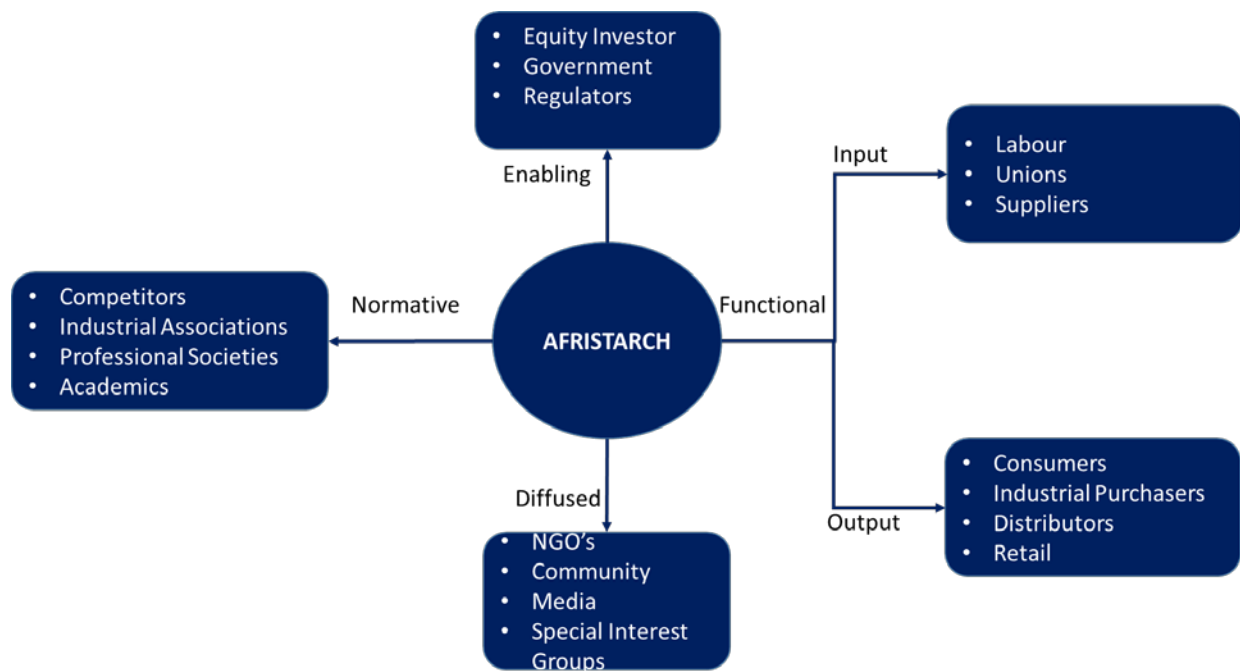 • Equity Investor
• Government
• Regulators
Enabling
Input
• Labour
• Unions
• Suppliers
• Competitors
• Industrial Associations
• Professional Societies
• Academics
Normative
AFRISTARCH
Functional
Diffused
• NGO's
• Community
• Media
• Special Interest
Groups
Output
• Consumers
• Industrial Purchasers
• Distributors
• Retail